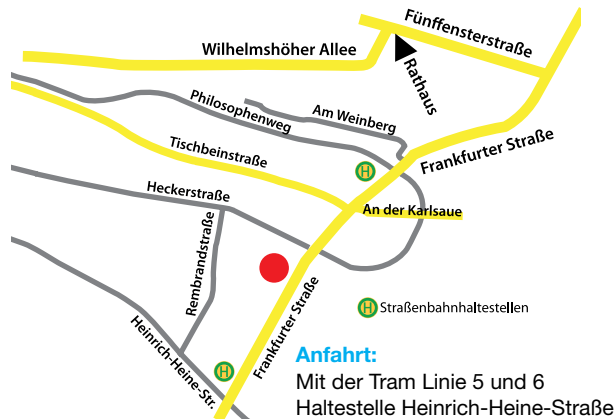 Fünffensterstraße
Wilhelmshöher Allee
Rathaus
Philosophenweg
Am Weinberg
Frankfurter Straße
Tischbeinstraße
H
Heckerstraße
An der Karlsaue
Rembrandstraße
Frankfurter Straße
H Straßenbahnhaltestellen
Heinrich-Heine-Str.
H
Anfahrt:
Mit der Tram Linie 5 und 6
Haltestelle Heinrich-Heine-Straße